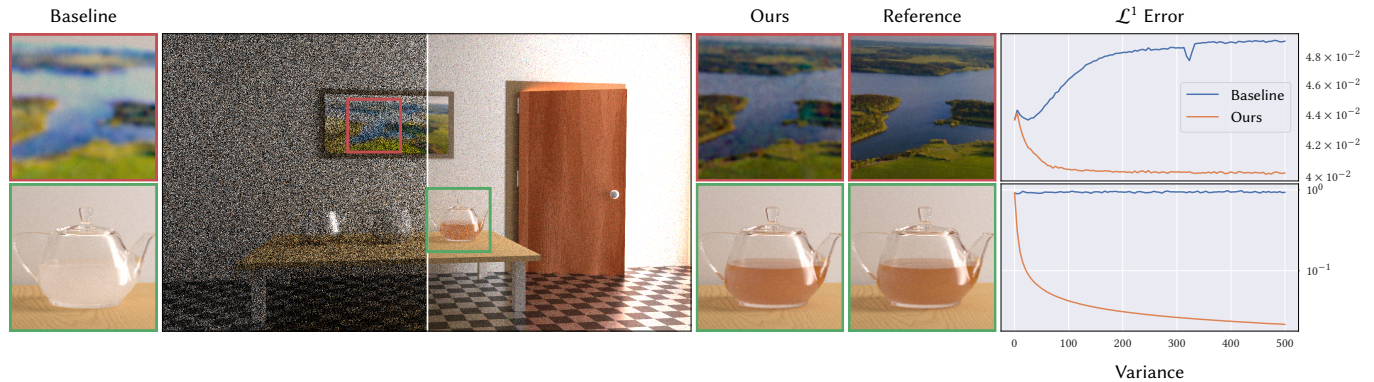 Baseline
Ours
Reference
ℒ¹ Error
4.8 × 10⁻²
4.6 × 10⁻²
4.4 × 10⁻²
4.2 × 10⁻²
4 × 10⁻²
Baseline
Ours
10⁰
10⁻¹
0 100 200 300 400 500
Variance